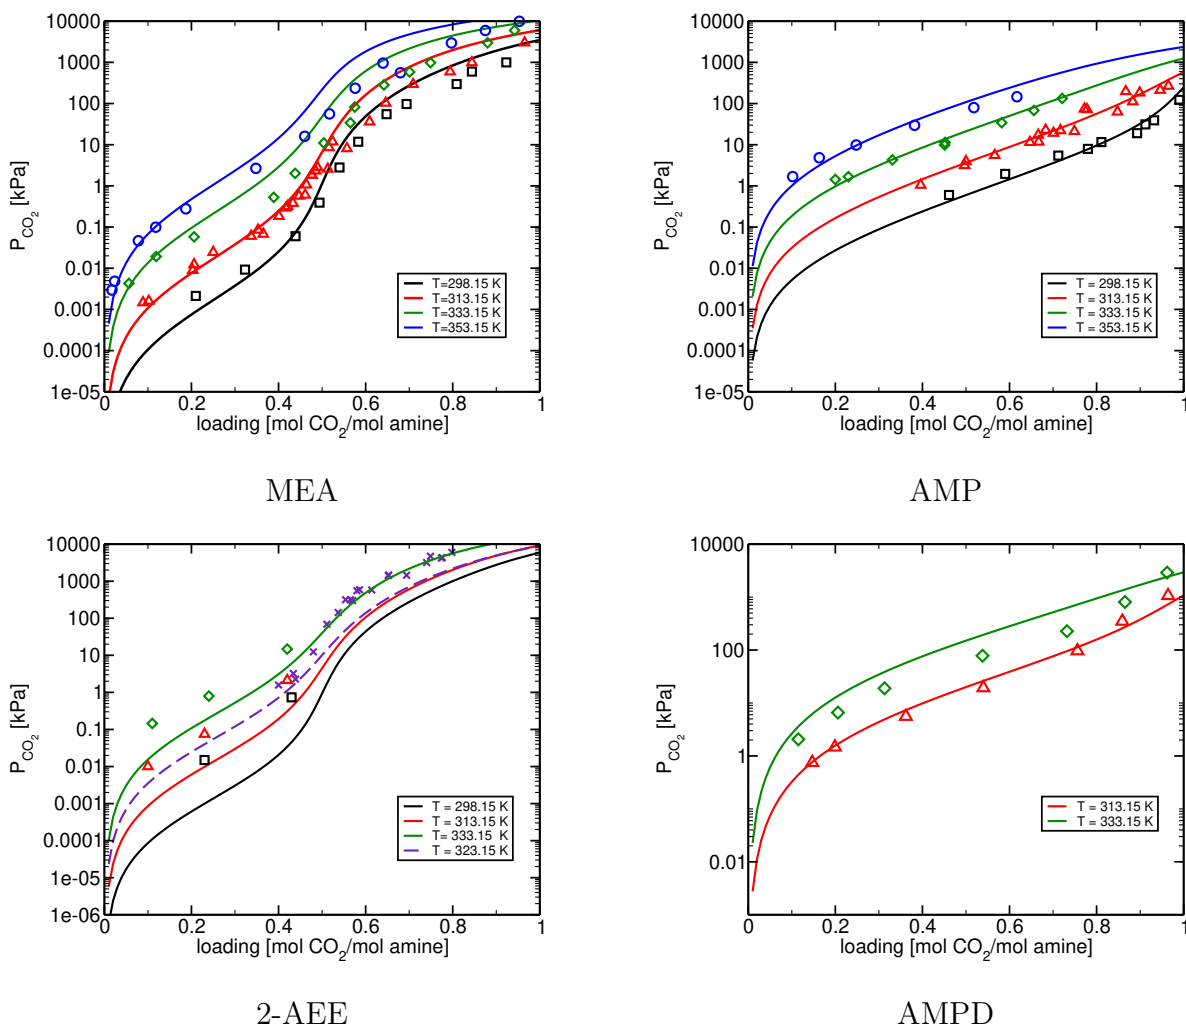 10000
1000
100
10
1
0.1
0.01
0.001
0.0001
1e-05
P_CO2 [kPa]
T=298.15 K
T=313.15 K
T=333.15 K
T=353.15 K
0 0.2 0.4 0.6 0.8 1
loading [mol CO2/mol amine]
MEA
10000
1000
100
10
1
0.1
0.01
0.001
0.0001
1e-05
P_CO2 [kPa]
T = 298.15 K
T = 313.15 K
T = 333.15 K
T = 353.15 K
0 0.2 0.4 0.6 0.8 1
loading [mol CO2/mol amine]
AMP
10000
1000
100
10
1
0.1
0.01
0.001
0.0001
1e-05
1e-06
P_CO2 [kPa]
T = 298.15 K
T = 313.15 K
T= 333.15 K
T = 323.15 K
0 0.2 0.4 0.6 0.8 1
loading [mol CO2/mol amine]
2-AEE
10000
100
1
0.01
P_CO2 [kPa]
T = 313.15 K
T = 333.15 K
0 0.2 0.4 0.6 0.8 1
loading [mol CO2/mol amine]
AMPD